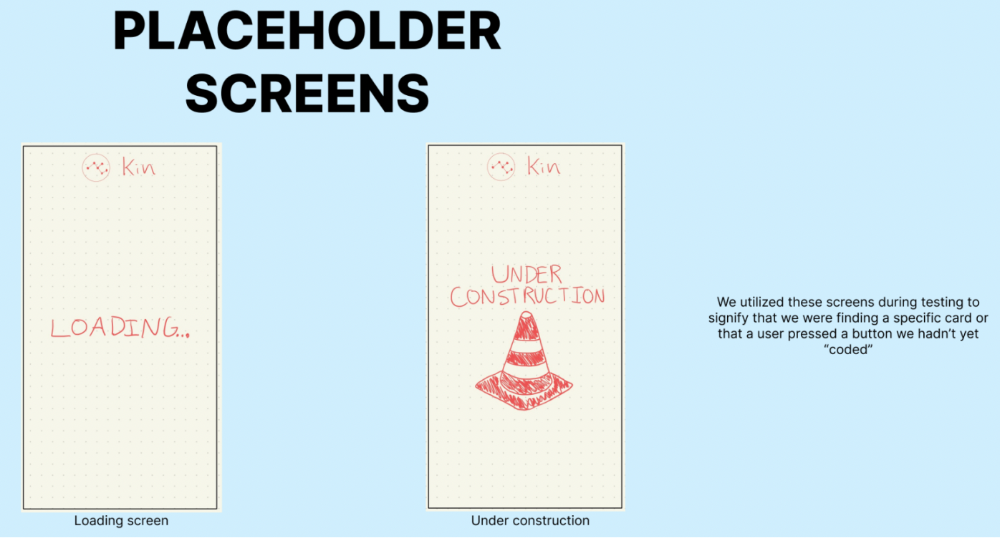 PLACEHOLDER
SCREENS
Kin
LOADING...
Loading screen
Kin
UNDER
CONSTRUCTION
Under construction
We utilized these screens during testing to
signify that we were finding a specific card or
that a user pressed a button we hadn’t yet
“coded”